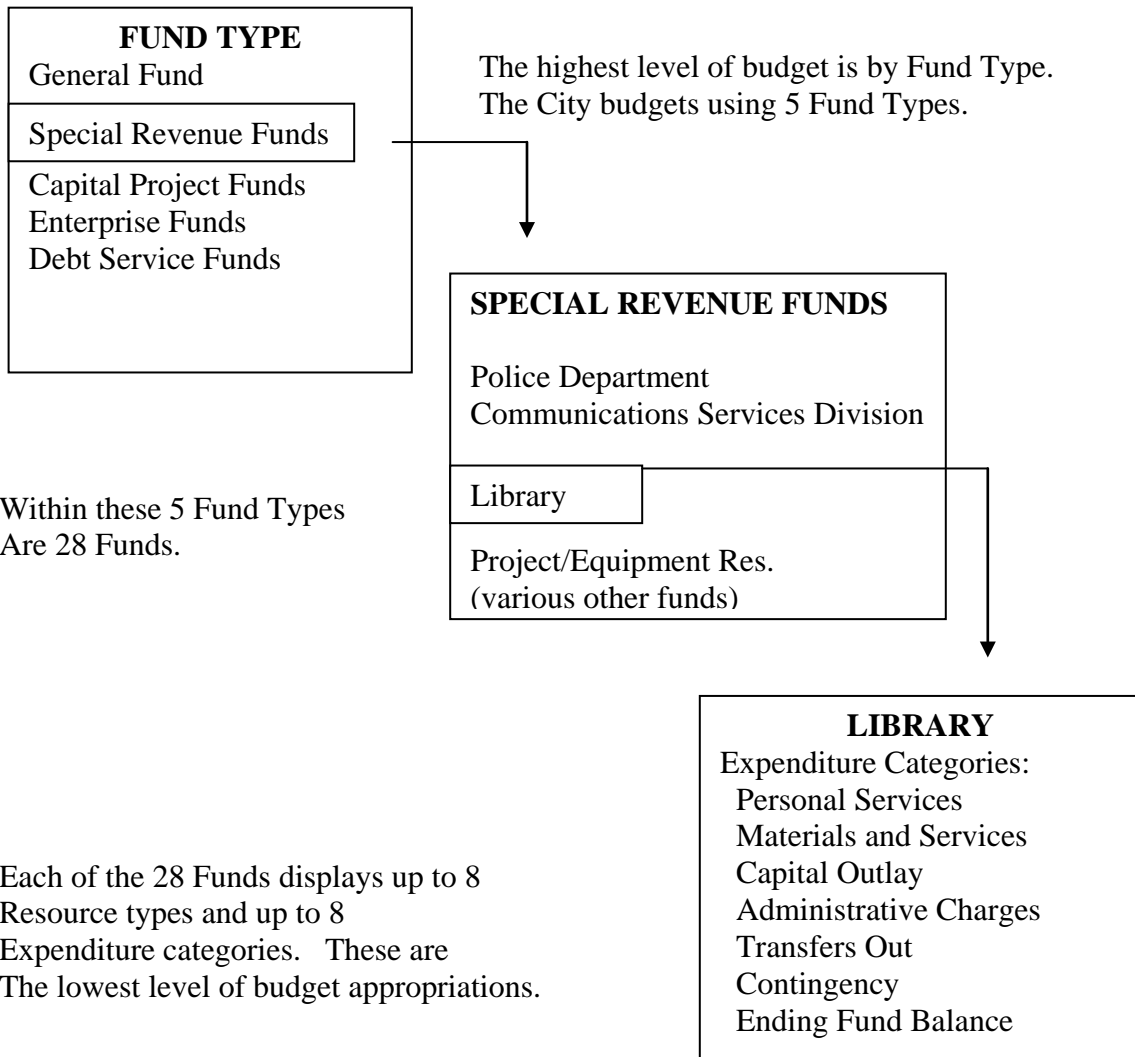 FUND TYPE
General Fund
Special Revenue Funds
Capital Project Funds
Enterprise Funds
Debt Service Funds
The highest level of budget is by Fund Type.
The City budgets using 5 Fund Types.
SPECIAL REVENUE FUNDS
Police Department
Communications Services Division
Library
Project/Equipment Res.
(various other funds)
Within these 5 Fund Types
Are 28 Funds.
LIBRARY
Expenditure Categories:
Personal Services
Materials and Services
Capital Outlay
Administrative Charges
Transfers Out
Contingency
Ending Fund Balance
Each of the 28 Funds displays up to 8
Resource types and up to 8
Expenditure categories. These are
The lowest level of budget appropriations.